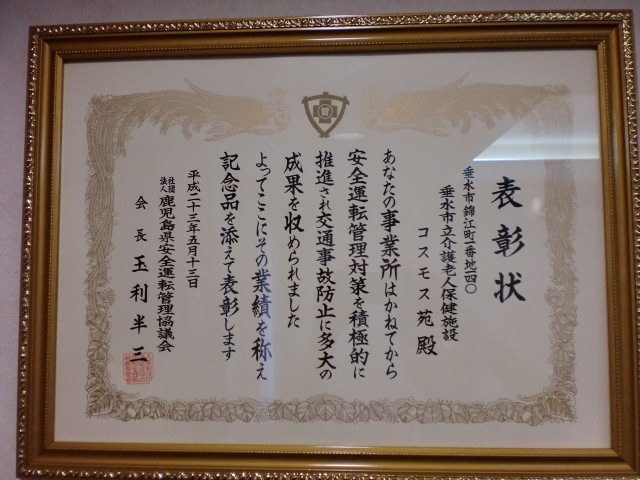 表彰状
垂水市錦江町一番地一四〇
垂水市立介護老人保健施設
コスモス苑殿
あなたの事業所はかねてから
安全運転管理対策を積極的に
推進され交通事故防止に多大の
成果を収められました
よってここにその業績を称え
記念品を添えて表彰します
平成二十三年五月十三日
社団法人鹿児島県安全運転管理協議会
会長玉利半三